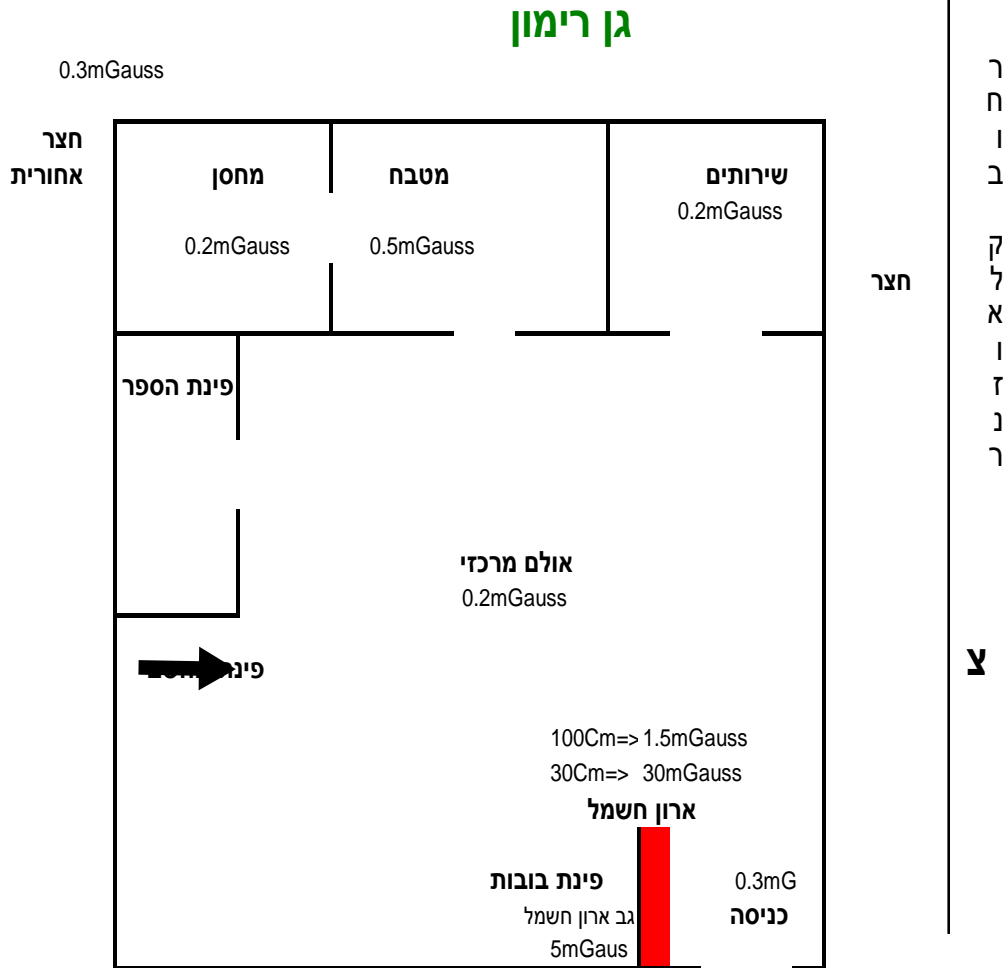 גן רימון
0.3mGauss
חצר
אחורית
שירותים
0.2mGauss
מטבח
0.5mGauss
מחסן
0.2mGauss
חצר
רחוב קלאוזנר
פינת הספר
אולם מרכזי
0.2mGauss
צ
100Cm=> 1.5mGauss
30Cm=> 30mGauss
ארון חשמל
0.3mG
כניסה
פינת בובות
גב ארון חשמל
5mGaus